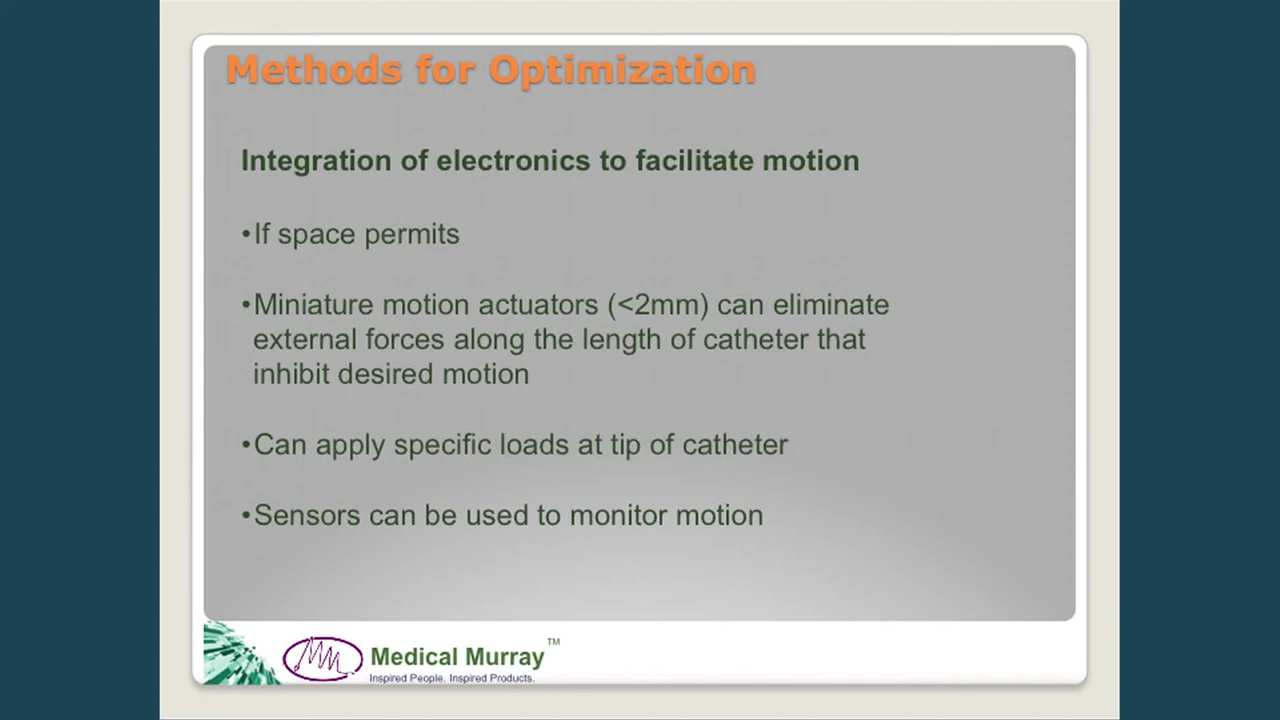 Methods for Optimization
Integration of electronics to facilitate motion
•If space permits
•Miniature motion actuators (<2mm) can eliminate
external forces along the length of catheter that
inhibit desired motion
•Can apply specific loads at tip of catheter
•Sensors can be used to monitor motion
Medical Murray™
Inspired People. Inspired Products.